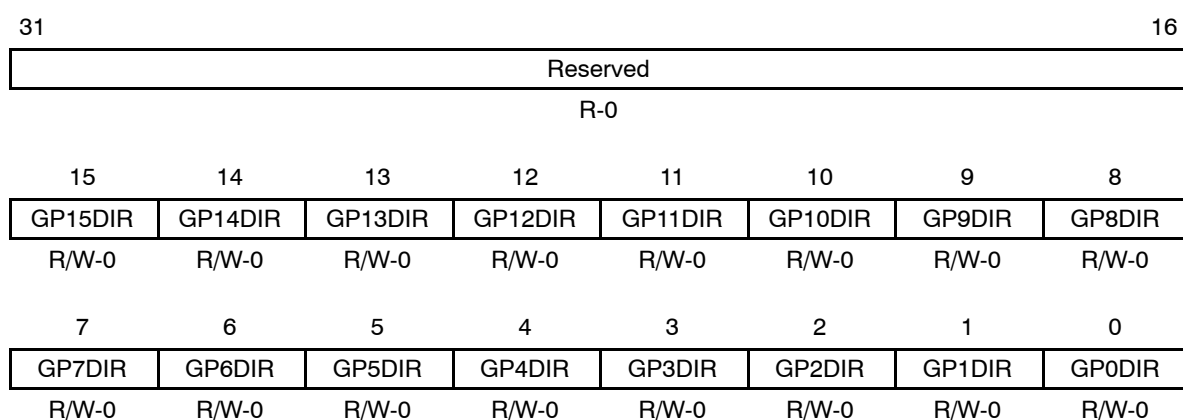 31 16
Reserved
R-0
15 14 13 12 11 10 9 8
GP15DIR GP14DIR GP13DIR GP12DIR GP11DIR GP10DIR GP9DIR GP8DIR
R/W-0 R/W-0 R/W-0 R/W-0 R/W-0 R/W-0 R/W-0 R/W-0
7 6 5 4 3 2 1 0
GP7DIR GP6DIR GP5DIR GP4DIR GP3DIR GP2DIR GP1DIR GP0DIR
R/W-0 R/W-0 R/W-0 R/W-0 R/W-0 R/W-0 R/W-0 R/W-0